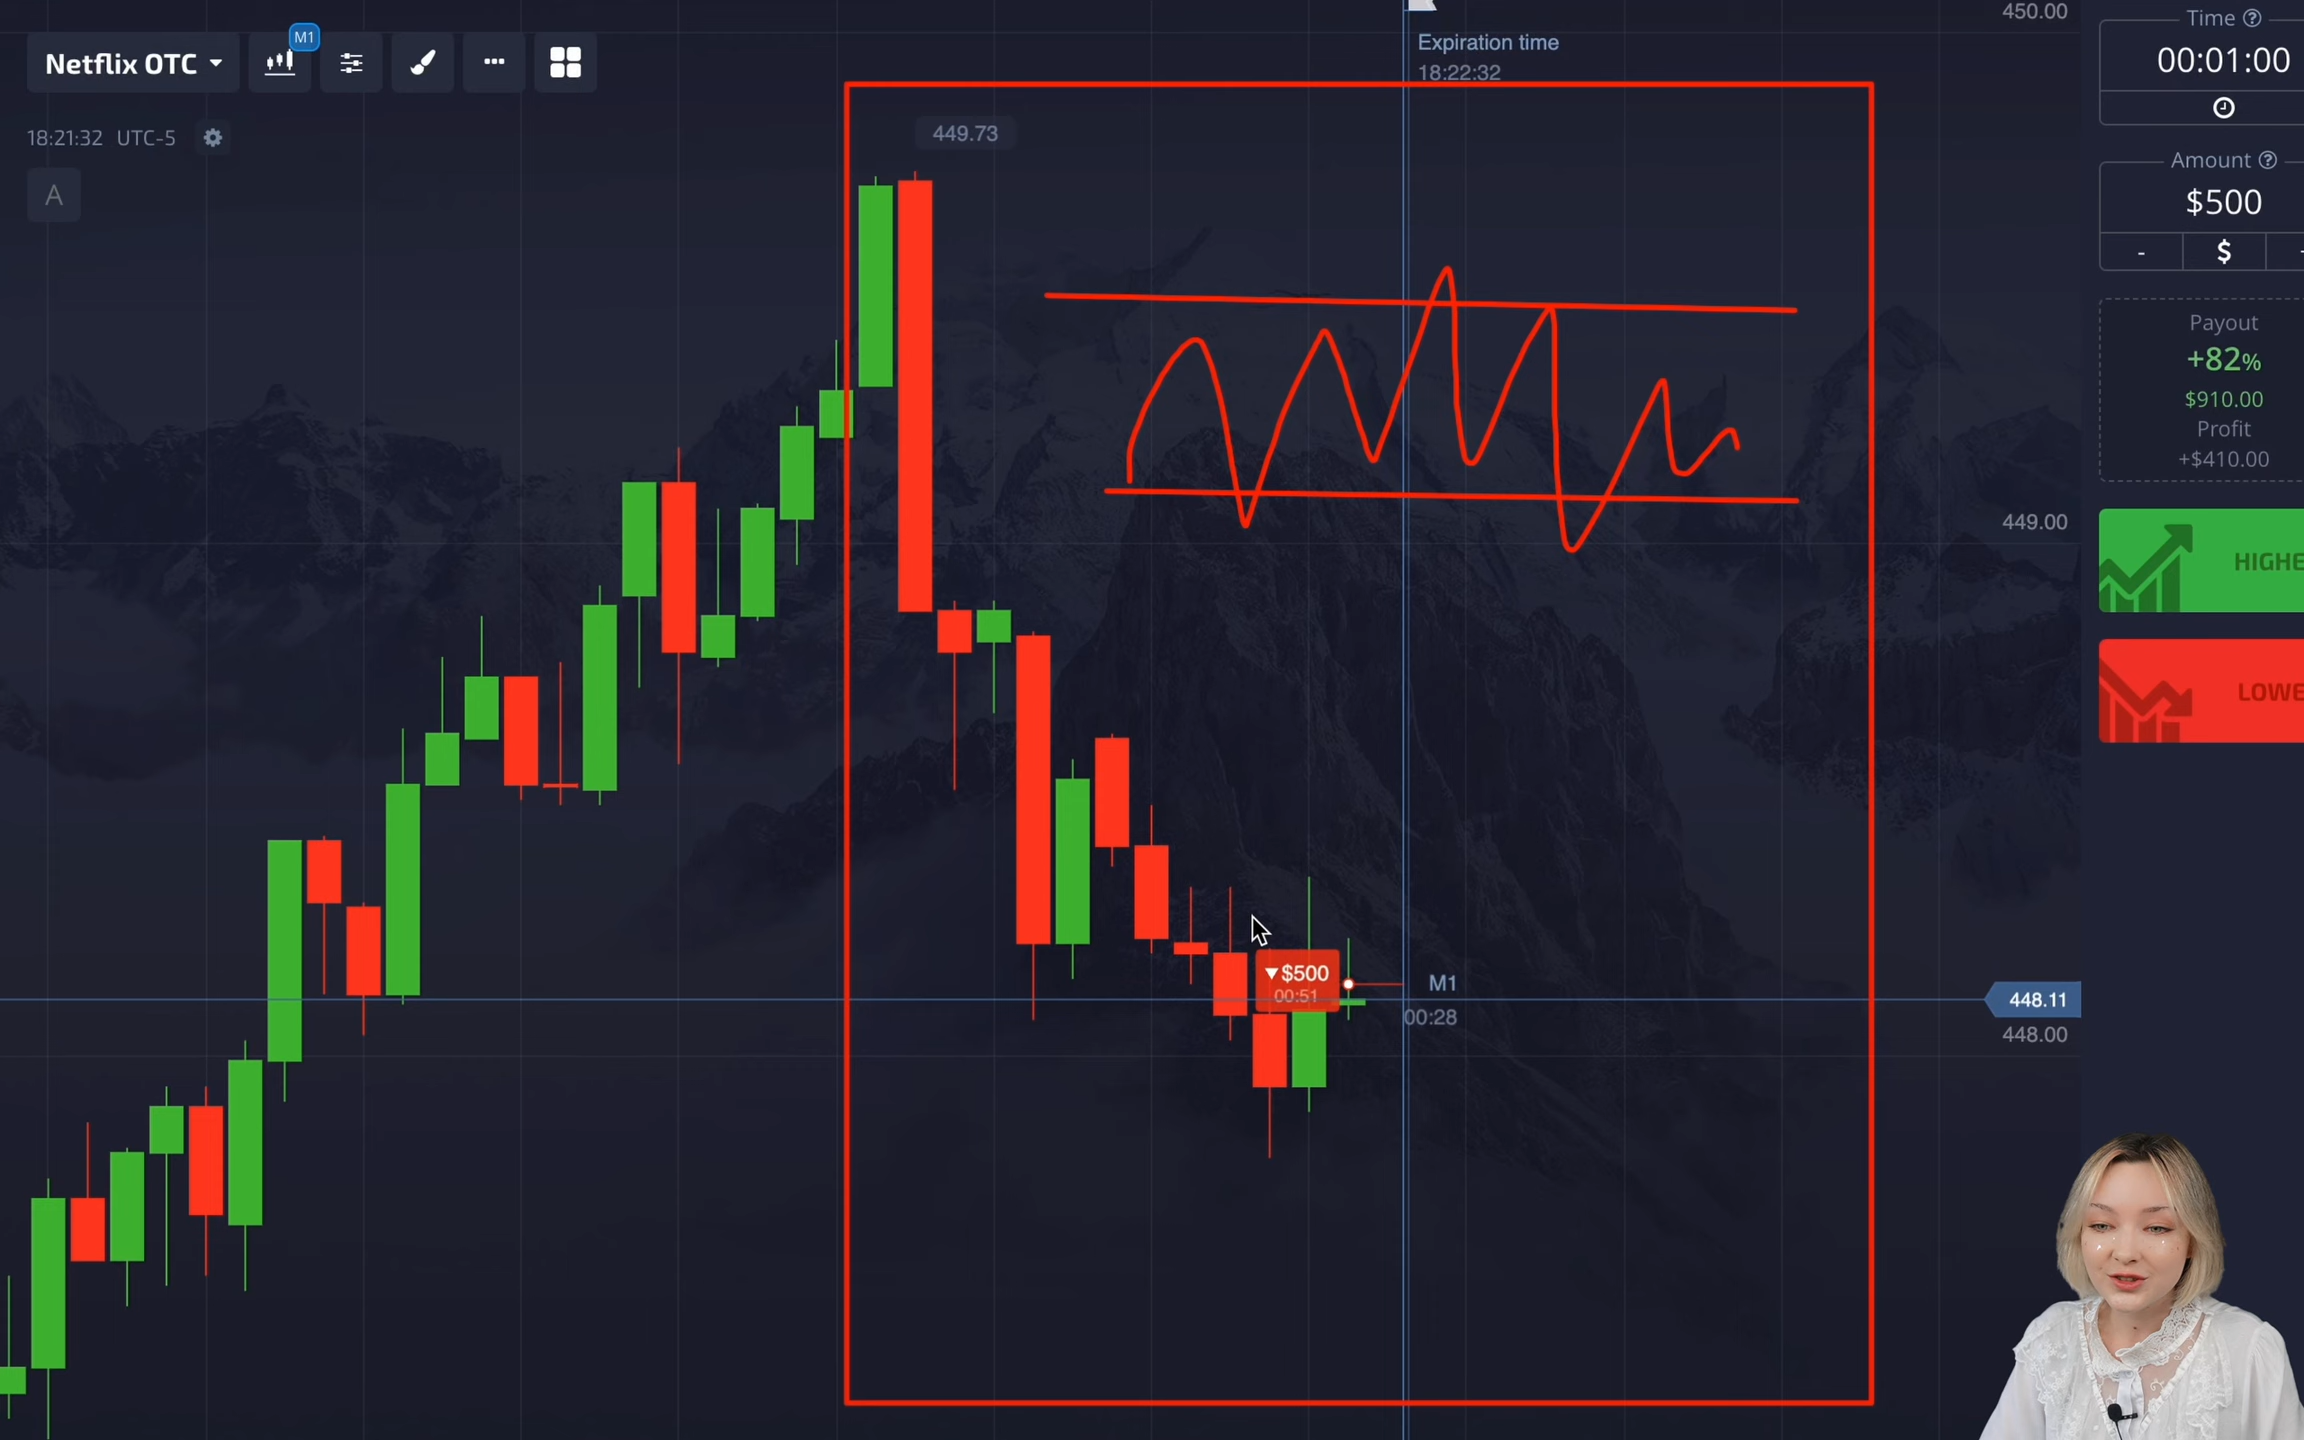 Netflix OTC
M1
18:21:32 UTC-5
A
449.73
Expiration time
18:22:32
450.00
449.00
448.11
448.00
$500
00:51
M1
00:28
Time
00:01:00
Amount
$500
- $
Payout
+82%
$910.00
Profit
+$410.00
HIGHE
LOWE